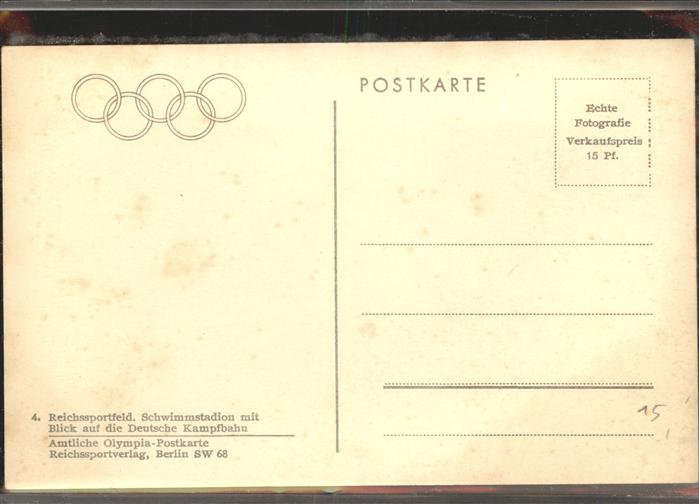 POSTKARTE
Echte
Fotografie
Verkaufspreis
15 Pf.
15
4. Reichssportfeld. Schwimmstadion mit
Blick auf die Deutsche Kampfbahn
Amtliche Olympia-Postkarte
Reichssportverlag, Berlin SW 68